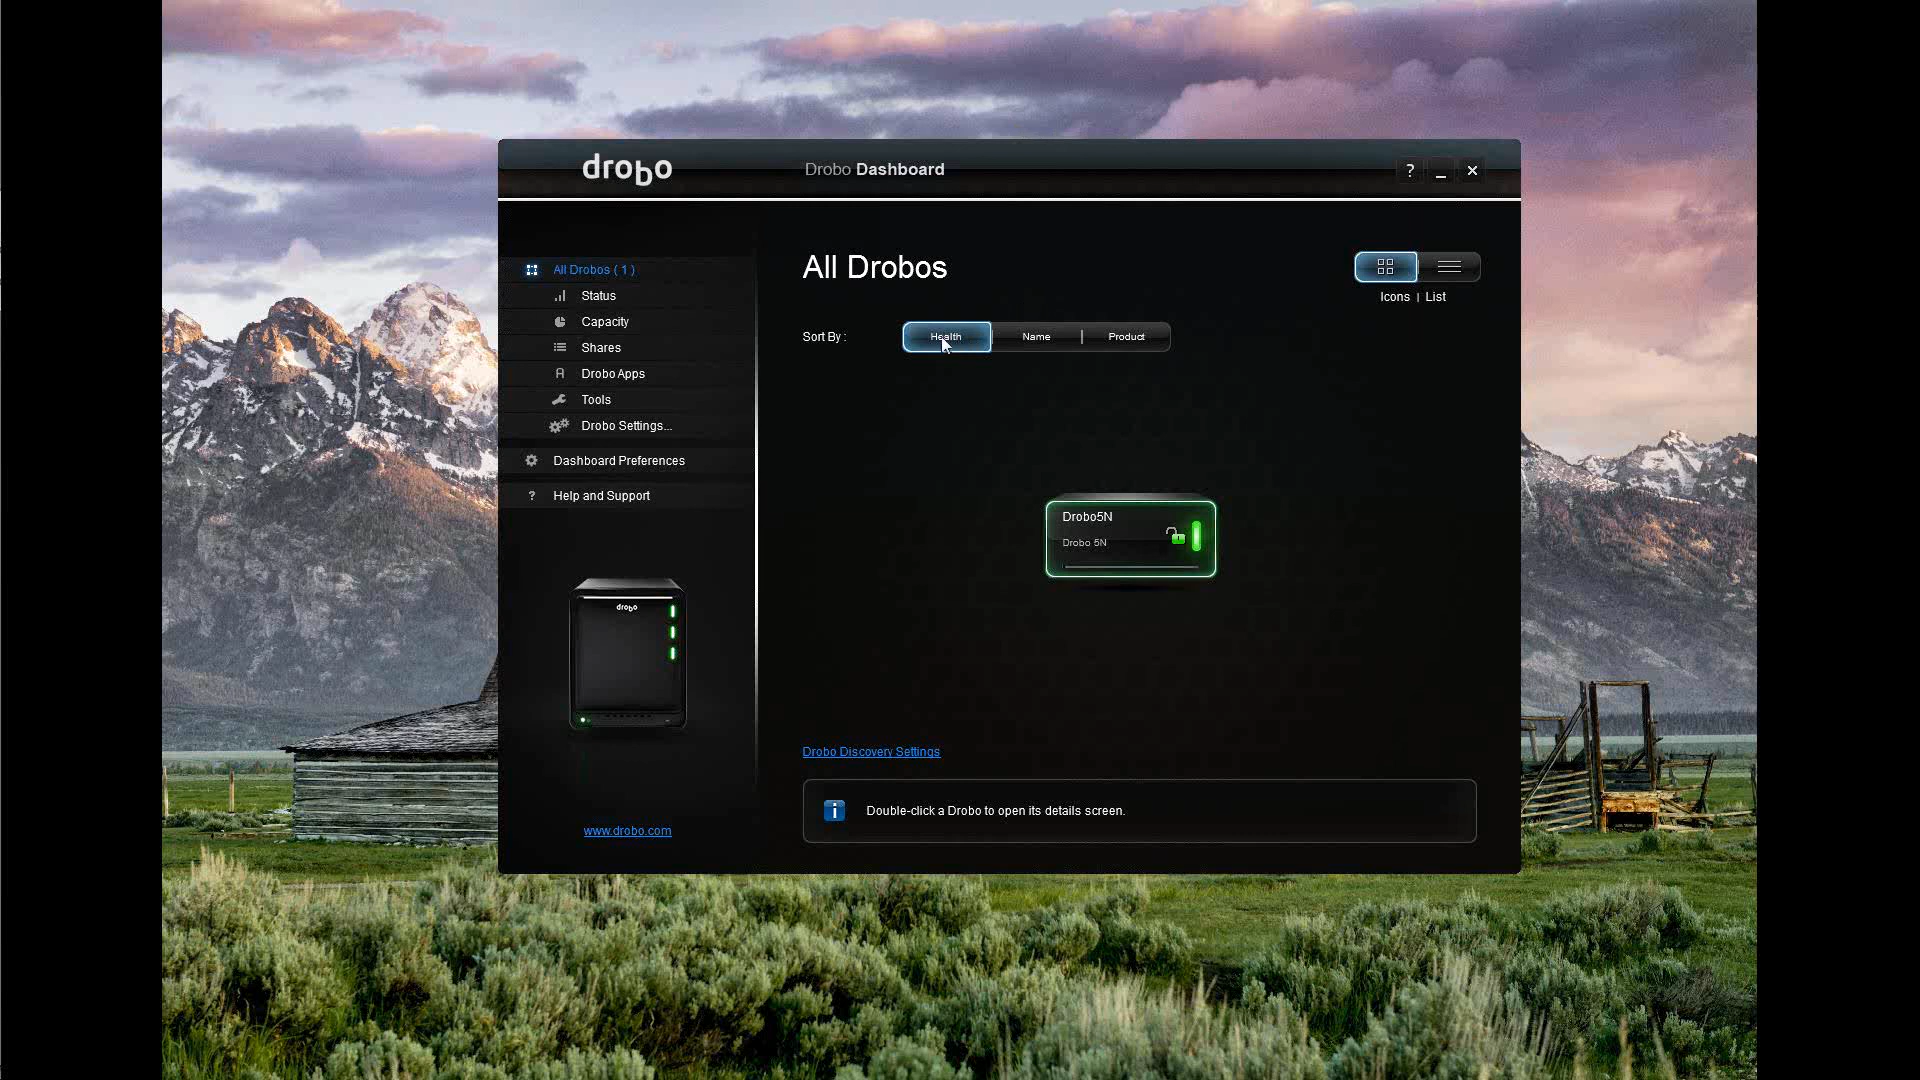 drobo
Drobo Dashboard
?
All Drobos ( 1 )
Status
Capacity
Shares
Drobo Apps
Tools
Drobo Settings...
Dashboard Preferences
? Help and Support
drobo
www.drobo.com
All Drobos
Icons | List
Sort By :
Health
Name
Product
Drobo5N
Drobo 5N
Drobo Discovery Settings
Double-click a Drobo to open its details screen.